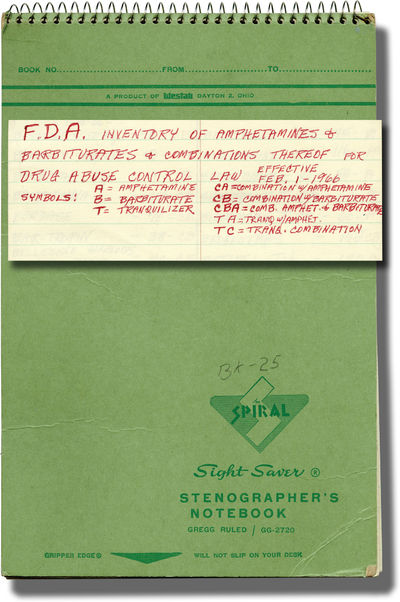 BOOK NO. FROM TO
A PRODUCT OF Westab DAYTON 2, OHIO
F.D.A. INVENTORY OF AMPHETAMINES &
BARBITURATES & COMBINATIONS THEREOF FOR
DRUG ABUSE CONTROL LAW EFFECTIVE FEB, 1-1966
SYMBOLS: A = AMPHETAMINE
B = BARBITURATE
T = TRANQUILIZER
CA = COMBINATION W/AMPHETAMINE
CB = COMBINATION W/BARBITURATE
CBA = COMB. AMPHET. & BARBITURATE
TA = TRANQ W/AMPHET.
TC = TRANQ. COMBINATION
BK-25
SPIRAL
Sight Saver ®
STENOGRAPHER'S
NOTEBOOK
GREGG RULED / GG-2720
GRIPPER EDGE ® WILL NOT SLIP ON YOUR DESK